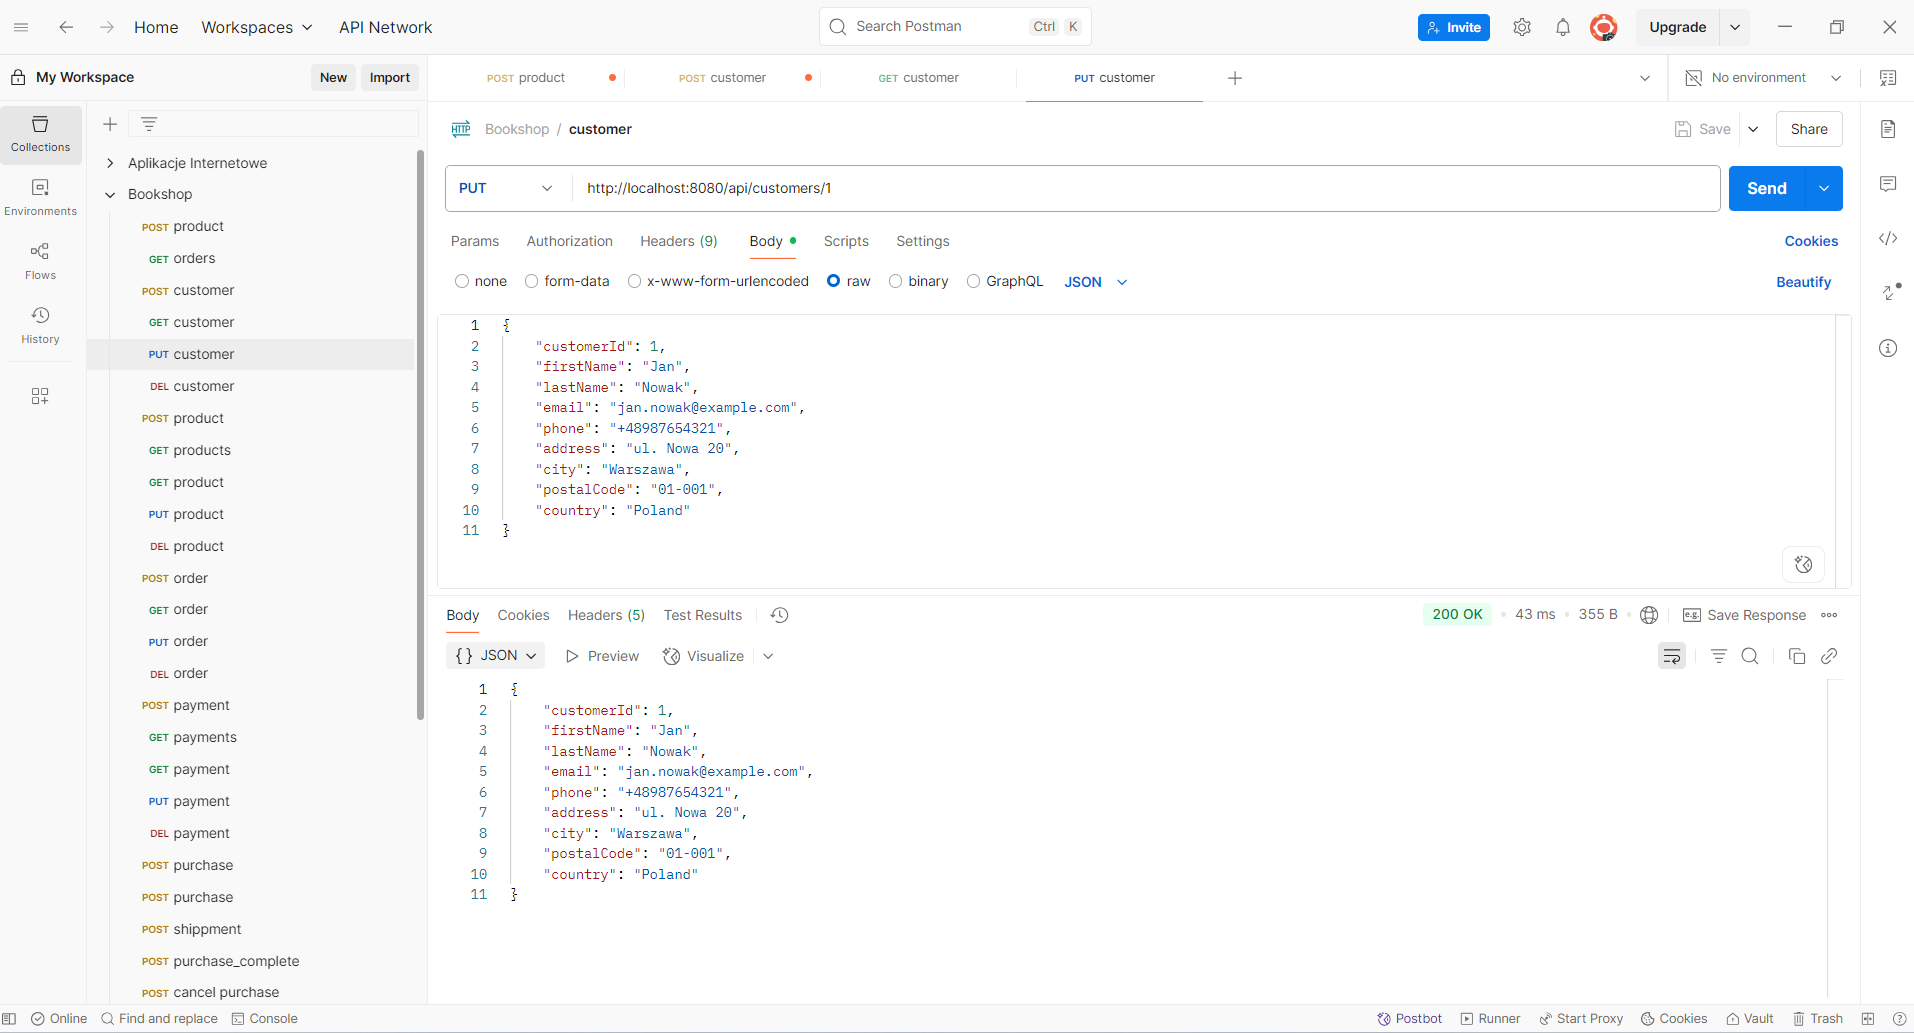 Home Workspaces API Network Search Postman Ctrl K Invite Upgrade
My Workspace New Import POST product POST customer GET customer PUT customer No environment
Collections
Environments
Flows
History
Aplikacje Internetowe
Bookshop
POST product
GET orders
POST customer
GET customer
PUT customer
DEL customer
POST product
GET products
GET product
PUT product
DEL product
POST order
GET order
PUT order
DEL order
POST payment
GET payments
GET payment
PUT payment
DEL payment
POST purchase
POST purchase
POST shippment
POST purchase_complete
POST cancel purchase
HTTP Bookshop / customer Save Share
PUT http://localhost:8080/api/customers/1 Send
Params Authorization Headers (9) Body Scripts Settings Cookies
none form-data x-www-form-urlencoded raw binary GraphQL JSON Beautify
1 {
2 "customerId": 1,
3 "firstName": "Jan",
4 "lastName": "Nowak",
5 "email": "jan.nowak@example.com",
6 "phone": "+48987654321",
7 "address": "ul. Nowa 20",
8 "city": "Warszawa",
9 "postalCode": "01-001",
10 "country": "Poland"
11 }
Body Cookies Headers (5) Test Results 200 OK • 43 ms • 355 B • e.g. Save Response
{} JSON Preview Visualize
1 {
2 "customerId": 1,
3 "firstName": "Jan",
4 "lastName": "Nowak",
5 "email": "jan.nowak@example.com",
6 "phone": "+48987654321",
7 "address": "ul. Nowa 20",
8 "city": "Warszawa",
9 "postalCode": "01-001",
10 "country": "Poland"
11 }
Online Find and replace Console Postbot Runner Start Proxy Cookies Vault Trash